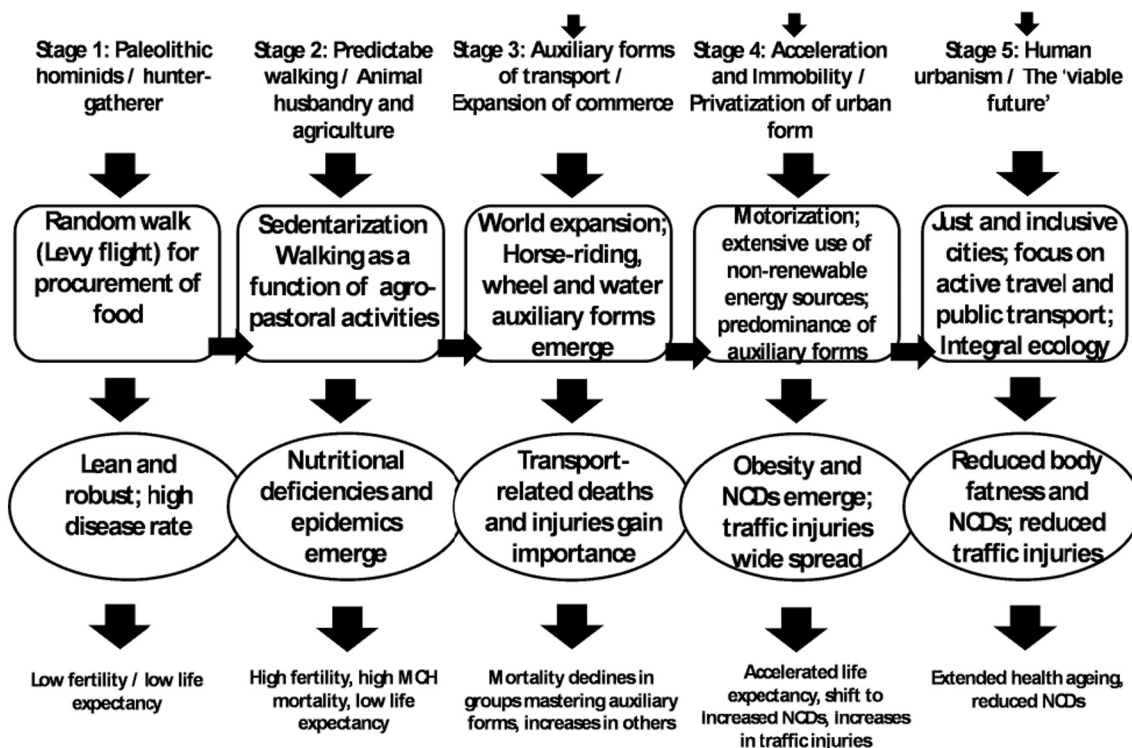 Stage 1: Paleolithic
hominids / hunter-
gatherer
Stage 2: Predictabe
walking / Animal
husbandry and
agriculture
Stage 3: Auxiliary forms
of transport /
Expansion of commerce
Stage 4: Acceleration
and Immobility /
Privatization of urban
form
Stage 5: Human
urbanism / The ‘viable
future’
Random walk
(Levy flight) for
procurement of
food
Sedentarization
Walking as a
function of agro-
pastoral activities
World expansion;
Horse-riding,
wheel and water
auxiliary forms
emerge
Motorization;
extensive use of
non-renewable
energy sources;
predominance of
auxiliary forms
Just and inclusive
cities; focus on
active travel and
public transport;
Integral ecology
Lean and
robust; high
disease rate
Nutritional
deficiencies and
epidemics
emerge
Transport-
related deaths
and injuries gain
importance
Obesity and
NCDs emerge;
traffic injuries
wide spread
Reduced body
fatness and
NCDs; reduced
traffic injuries
Low fertility / low life
expectancy
High fertility, high MCH
mortality, low life
expectancy
Mortality declines in
groups mastering auxiliary
forms, increases in others
Accelerated life
expectancy, shift to
Increased NCDs, Increases
in traffic injuries
Extended health ageing,
reduced NCDs